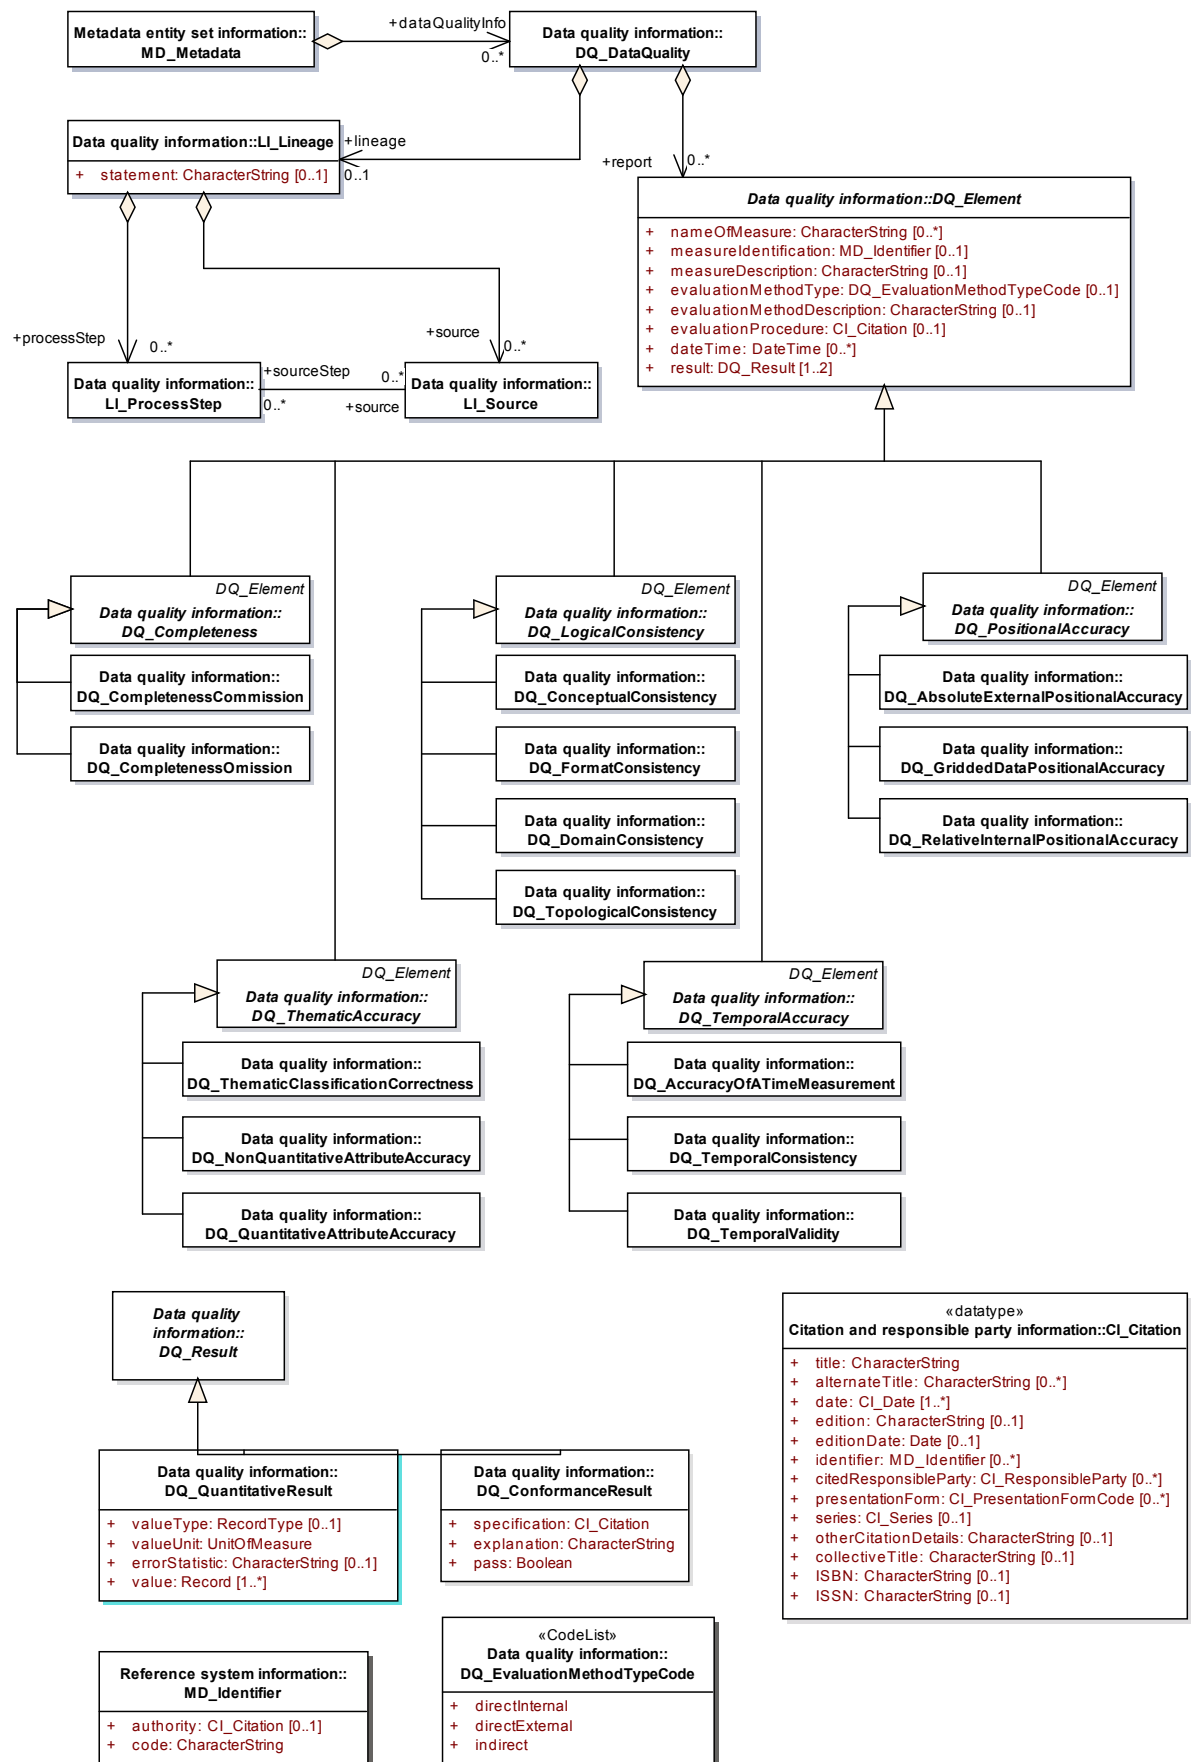 Metadata entity set information::
MD_Metadata
+dataQualityInfo
0..*
Data quality information::
DQ_DataQuality
Data quality information::LI_Lineage
+ statement: CharacterString [0..1]
+lineage
0..1
+report
0..*
Data quality information::DQ_Element
+ nameOfMeasure: CharacterString [0..*]
+ measureIdentification: MD_Identifier [0..1]
+ measureDescription: CharacterString [0..1]
+ evaluationMethodType: DQ_EvaluationMethodTypeCode [0..1]
+ evaluationMethodDescription: CharacterString [0..1]
+ evaluationProcedure: CI_Citation [0..1]
+ dateTime: DateTime [0..*]
+ result: DQ_Result [1..2]
+processStep
0..*
+source
0..*
Data quality information::
LI_ProcessStep
+sourceStep
0..*
0..*
+source
Data quality information::
LI_Source
DQ_Element
Data quality information::
DQ_Completeness
Data quality information::
DQ_CompletenessCommission
Data quality information::
DQ_CompletenessOmission
DQ_Element
Data quality information::
DQ_LogicalConsistency
Data quality information::
DQ_ConceptualConsistency
Data quality information::
DQ_FormatConsistency
Data quality information::
DQ_DomainConsistency
Data quality information::
DQ_TopologicalConsistency
DQ_Element
Data quality information::
DQ_PositionalAccuracy
Data quality information::
DQ_AbsoluteExternalPositionalAccuracy
Data quality information::
DQ_GriddedDataPositionalAccuracy
Data quality information::
DQ_RelativeInternalPositionalAccuracy
DQ_Element
Data quality information::
DQ_ThematicAccuracy
Data quality information::
DQ_ThematicClassificationCorrectness
Data quality information::
DQ_NonQuantitativeAttributeAccuracy
Data quality information::
DQ_QuantitativeAttributeAccuracy
DQ_Element
Data quality information::
DQ_TemporalAccuracy
Data quality information::
DQ_AccuracyOfATimeMeasurement
Data quality information::
DQ_TemporalConsistency
Data quality information::
DQ_TemporalValidity
Data quality
information::
DQ_Result
Data quality information::
DQ_QuantitativeResult
+ valueType: RecordType [0..1]
+ valueUnit: UnitOfMeasure
+ errorStatistic: CharacterString [0..1]
+ value: Record [1..*]
Data quality information::
DQ_ConformanceResult
+ specification: CI_Citation
+ explanation: CharacterString
+ pass: Boolean
«datatype»
Citation and responsible party information::CI_Citation
+ title: CharacterString
+ alternateTitle: CharacterString [0..*]
+ date: CI_Date [1..*]
+ edition: CharacterString [0..1]
+ editionDate: Date [0..1]
+ identifier: MD_Identifier [0..*]
+ citedResponsibleParty: CI_ResponsibleParty [0..*]
+ presentationForm: CI_PresentationFormCode [0..*]
+ series: CI_Series [0..1]
+ otherCitationDetails: CharacterString [0..1]
+ collectiveTitle: CharacterString [0..1]
+ ISBN: CharacterString [0..1]
+ ISSN: CharacterString [0..1]
Reference system information::
MD_Identifier
+ authority: CI_Citation [0..1]
+ code: CharacterString
«CodeList»
Data quality information::
DQ_EvaluationMethodTypeCode
+ directInternal
+ directExternal
+ indirect